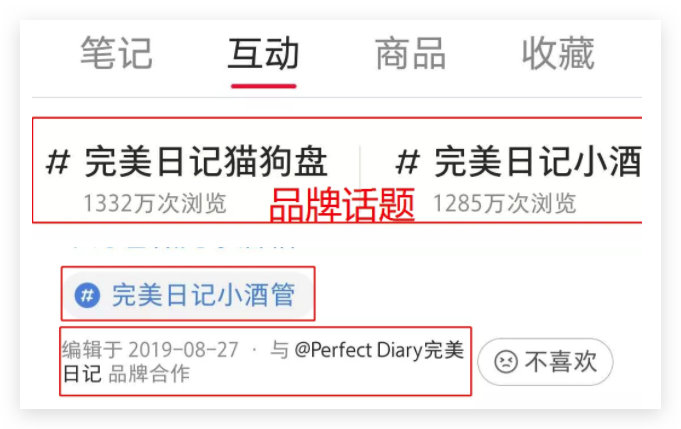 笔记 互动 商品 收藏
# 完美日记猫狗盘 # 完美日记小酒
1332万次浏览 品牌话题 1285万次浏览
# 完美日记小酒管
编辑于 2019-08-27 · 与 @Perfect Diary完美
日记 品牌合作
不喜欢